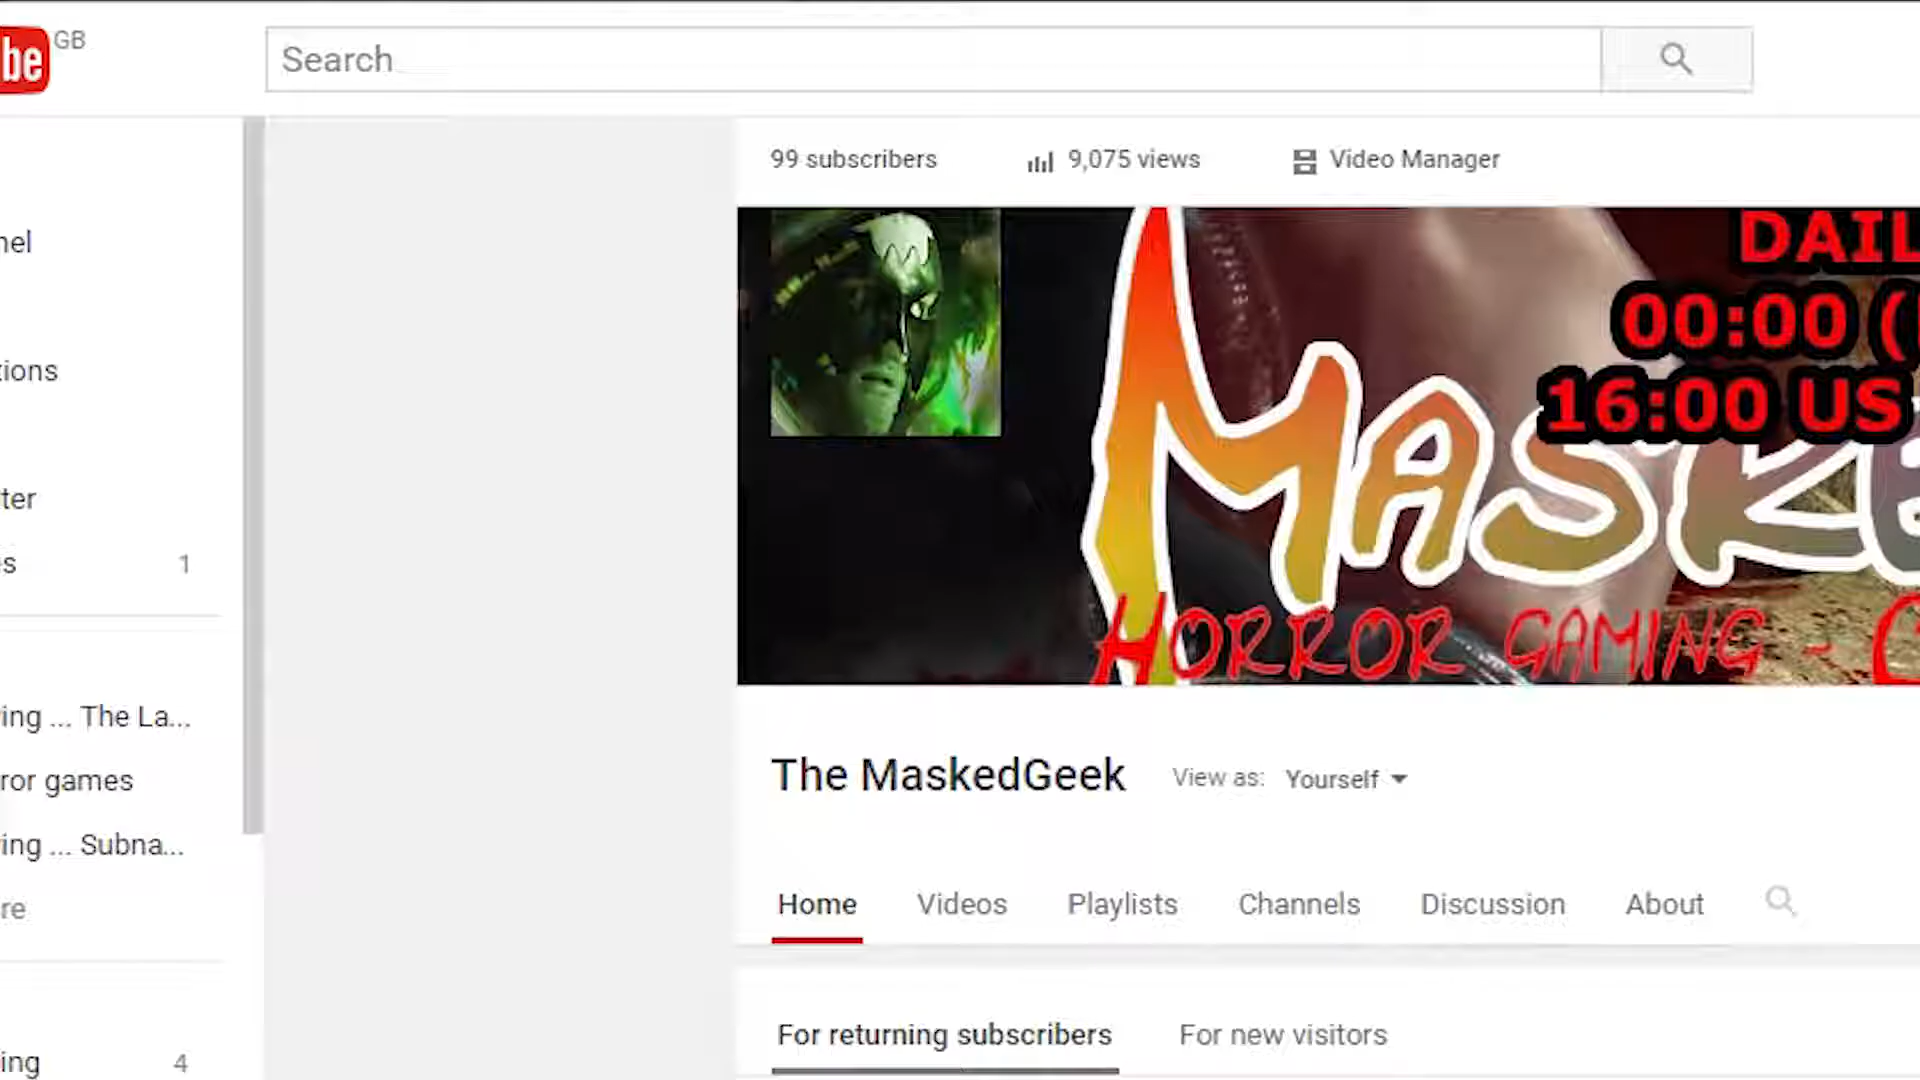 be GB
Search
99 subscribers
9,075 views
Video Manager
nel
tions
ter
s 1
ing ... The La...
ror games
ing ... Subna...
re
ing 4
DAIL
00:00 (
16:00 US
MASKE
HORROR GAMING - C
The MaskedGeek
View as: Yourself
Home Videos Playlists Channels Discussion About
For returning subscribers For new visitors